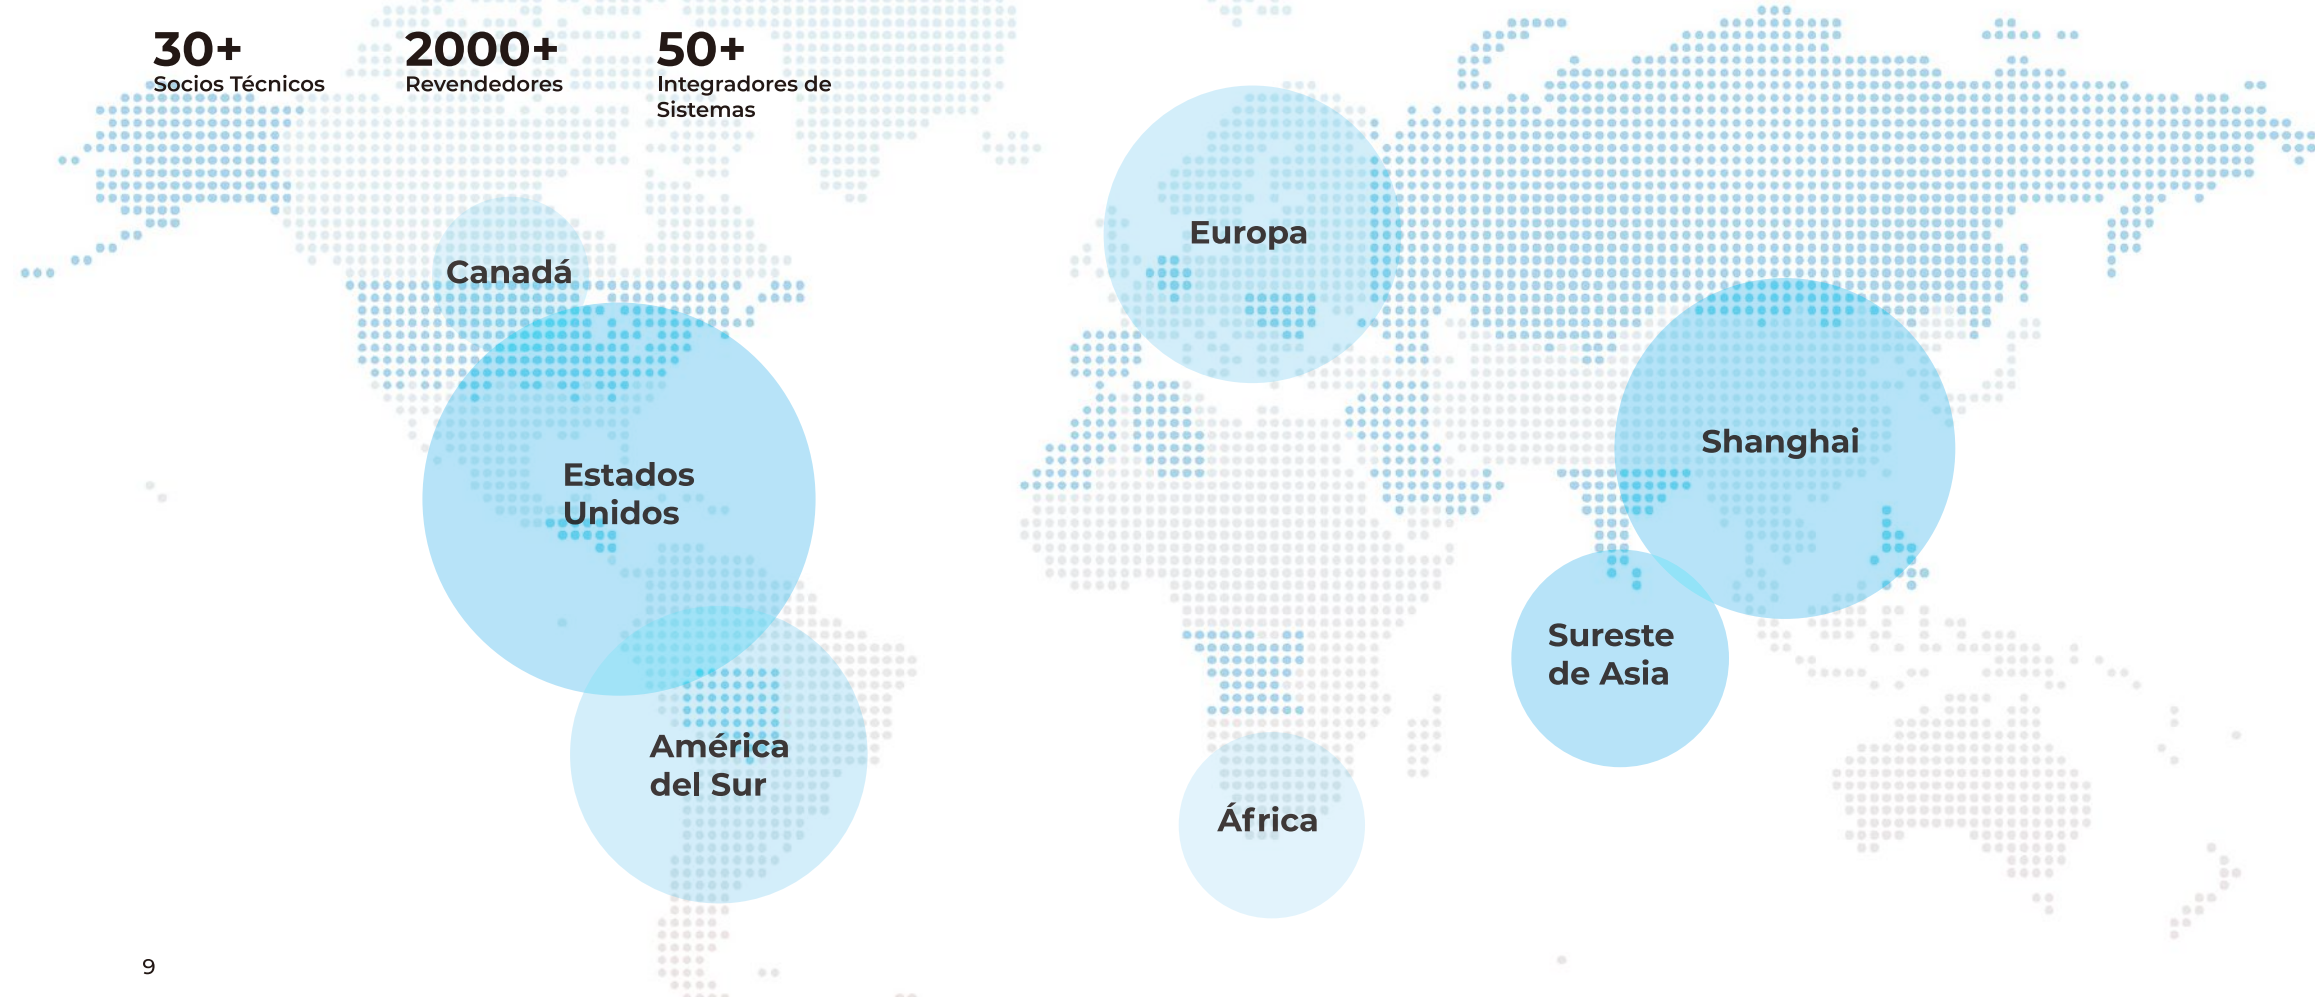 30+
Socios Técnicos
2000+
Revendedores
50+
Integradores de
Sistemas
Canadá
Estados
Unidos
América
del Sur
Europa
África
Shanghai
Sureste
de Asia
9